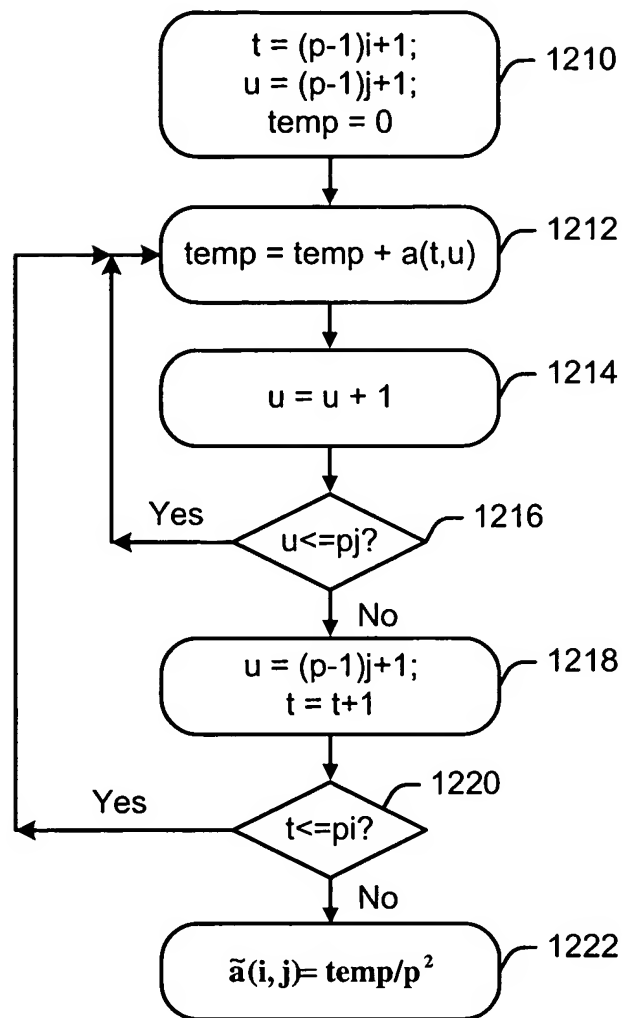 t = (p-1)i+1;
u = (p-1)j+1;
temp = 0
1210
temp = temp + a(t,u)
1212
u = u + 1
1214
Yes
u<=pj?
1216
No
u = (p-1)j+1;
t = t+1
1218
Yes
t<=pi?
1220
No
ã(i, j)= temp/p²
1222